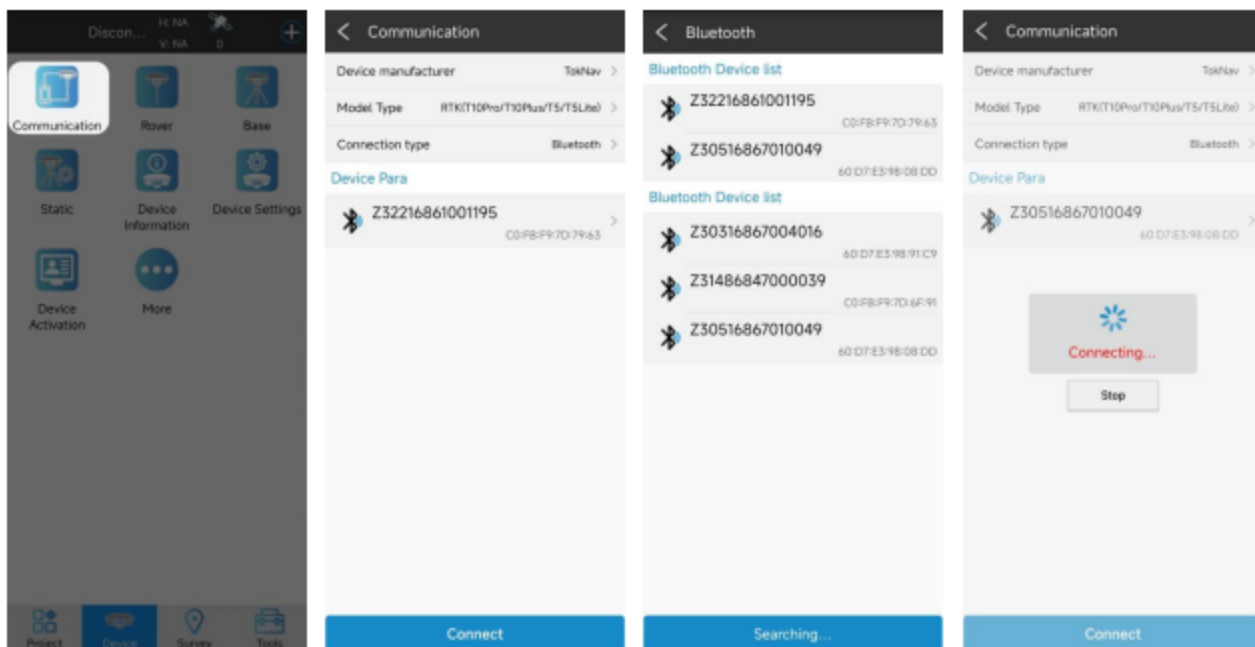 Discon...
H: NA
V: NA
0
Communication
Rover
Base
Static
Device
Information
Device Settings
Device
Activation
More
Project
Device
Survey
Tools
Communication
Device manufacturer TokNav
Model Type RTK(T10Pro/T10Plus/T5/T5Lite)
Connection type Bluetooth
Device Para
Z32216861001195
C0:FB:F9:7D:79:63
Connect
Bluetooth
Bluetooth Device list
Z32216861001195
C0:FB:F9:7D:79:63
Z30516867010049
60:D7:E3:98:08:DD
Bluetooth Device list
Z30316867004016
60:D7:E3:98:91:C9
Z31486847000039
C0:FB:F9:7D:6F:91
Z30516867010049
60:D7:E3:98:08:DD
Searching...
Communication
Device manufacturer TokNav
Model Type RTK(T10Pro/T10Plus/T5/T5Lite)
Connection type Bluetooth
Device Para
Z30516867010049
60:D7:E3:98:08:DD
Connecting...
Stop
Connect